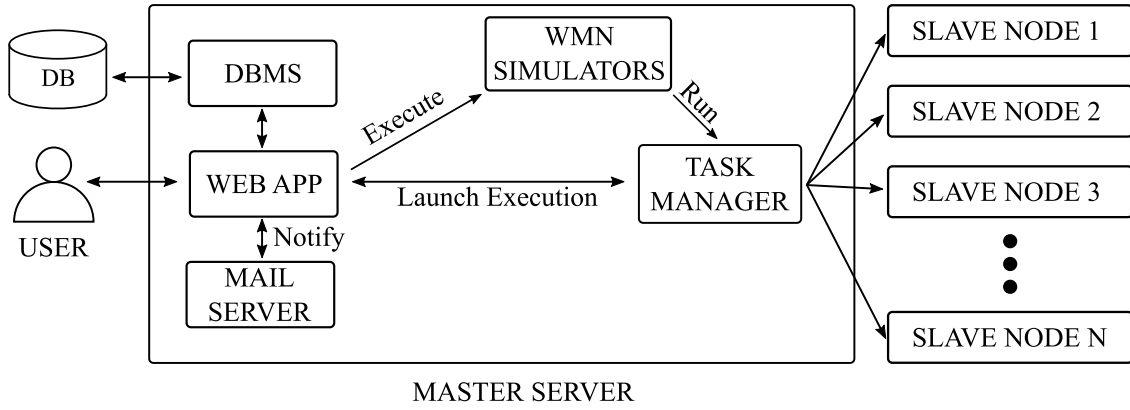 DB
USER
DBMS
WEB APP
Notify
MAIL
SERVER
Execute
Launch Execution
WMN
SIMULATORS
Run
TASK
MANAGER
SLAVE NODE 1
SLAVE NODE 2
SLAVE NODE 3
SLAVE NODE N
MASTER SERVER